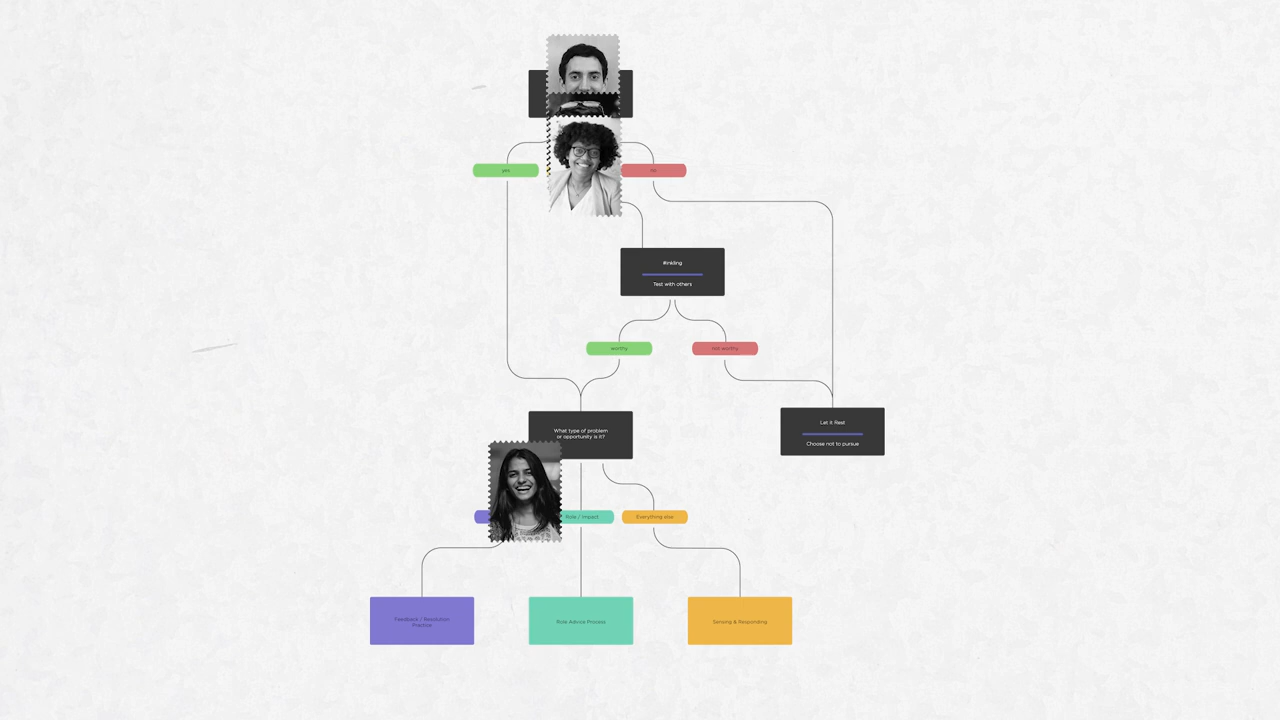 yes
no
#inkling
Test with others
worthy
not worthy
What type of problem
or opportunity is it?
Let it Rest
Choose not to pursue
Role / Impact
Everything else
Feedback / Resolution
Practice
Role Advice Process
Sensing & Responding